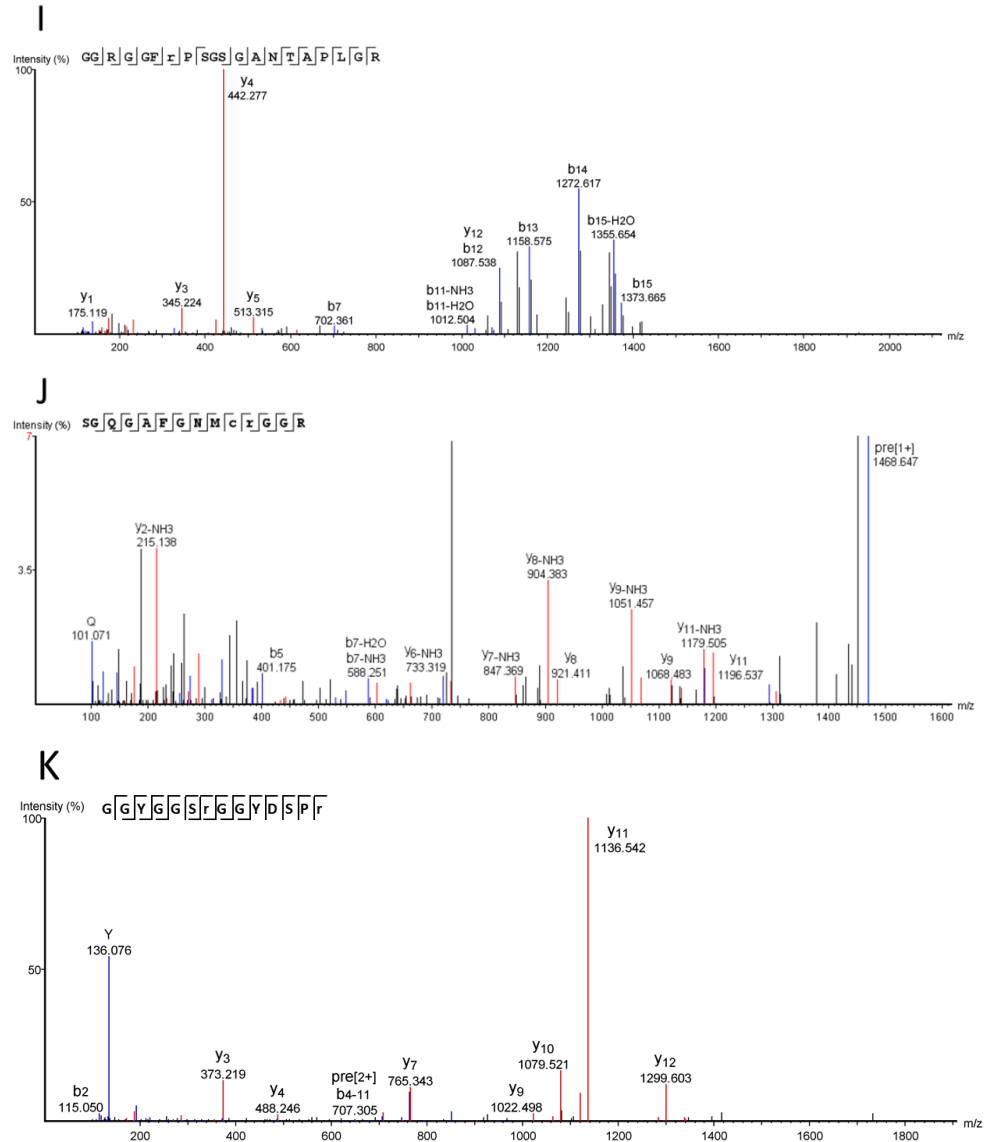 I
Intensity (%)
GGRGGFrPSGSGANTAPLGR
100
y4
442.277
50
y1
175.119
y3
345.224
y5
513.315
b7
702.361
b11-NH3
b11-H2O
1012.504
y12
b12
1087.538
b13
1158.575
b14
1272.617
b15-H2O
1355.654
b15
1373.665
200 400 600 800 1000 1200 1400 1600 1800 2000 m/z
J
Intensity (%)
SGQGAFGNMcrGGR
7
pre[1+]
1468.647
3.5
Q
101.071
y2-NH3
215.138
b5
401.175
b7-H2O
b7-NH3
588.251
y6-NH3
733.319
y7-NH3
847.369
y8-NH3
904.383
y8
921.411
y9-NH3
1051.457
y9
1068.483
y11-NH3
1179.505
y11
1196.537
100 200 300 400 500 600 700 800 900 1000 1100 1200 1300 1400 1500 1600 m/z
K
Intensity (%)
GGYGGSrGGYDSPr
100
y11
1136.542
Y
136.076
50
b2
115.050
y3
373.219
y4
488.246
pre[2+]
b4-11
707.305
y7
765.343
y9
1022.498
y10
1079.521
y12
1299.603
200 400 600 800 1000 1200 1400 1600 1800 m/z